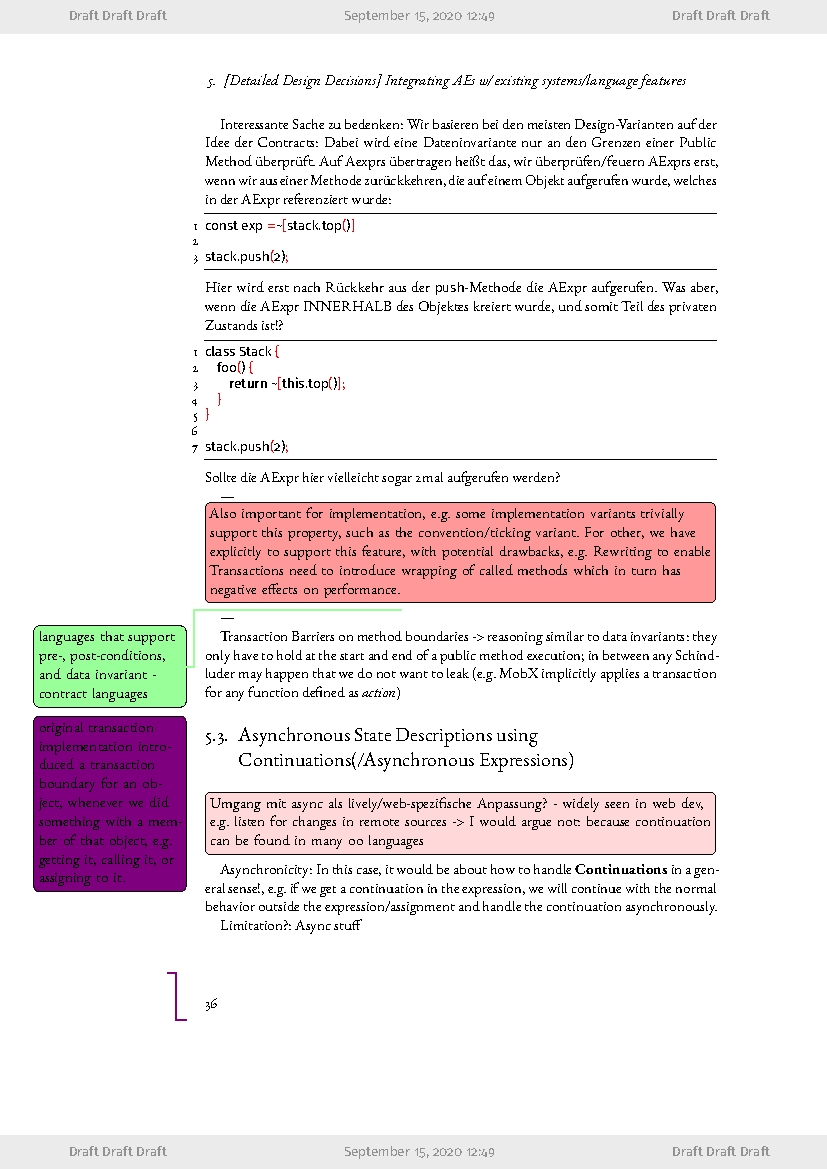 Draft Draft Draft September 15, 2020 12:49 Draft Draft Draft
5. [Detailed Design Decisions] Integrating AEs w/ existing systems/language features
Interessante Sache zu bedenken: Wir basieren bei den meisten Design-Varianten auf der
Idee der Contracts: Dabei wird eine Dateninvariante nur an den Grenzen einer Public
Method überprüft. Auf Aexprs übertragen heißt das, wir überprüfen/feuern AExprs erst,
wenn wir aus einer Methode zurückkehren, die auf einem Objekt aufgerufen wurde, welches
in der AExpr referenziert wurde:
1 const exp =~[stack.top()]
2
3 stack.push(2);
Hier wird erst nach Rückkehr aus der push-Methode die AExpr aufgerufen. Was aber,
wenn die AExpr INNERHALB des Objektes kreiert wurde, und somit Teil des privaten
Zustands ist!?
1 class Stack {
2 foo() {
3 return ~[this.top()];
4 }
5 }
6
7 stack.push(2);
Sollte die AExpr hier vielleicht sogar 2mal aufgerufen werden?
—
Also important for implementation, e.g. some implementation variants trivially
support this property, such as the convention/ticking variant. For other, we have
explicitly to support this feature, with potential drawbacks, e.g. Rewriting to enable
Transactions need to introduce wrapping of called methods which in turn has
negative effects on performance.
—
languages that support
pre-, post-conditions,
and data invariant -
contract languages
Transaction Barriers on method boundaries -> reasoning similar to data invariants: they
only have to hold at the start and end of a public method execution; in between any Schind-
luder may happen that we do not want to leak (e.g. MobX implicitly applies a transaction
for any function defined as action)
original transaction
implementation intro-
duced a transaction
boundary for an ob-
ject, whenever we did
something with a mem-
ber of that object, e.g.
getting it, calling it, or
assigning to it.
5.3. Asynchronous State Descriptions using
Continuations(/Asynchronous Expressions)
Umgang mit async als lively/web-spezifische Anpassung? - widely seen in web dev,
e.g. listen for changes in remote sources -> I would argue not: because continuation
can be found in many oo languages
Asynchronicity: In this case, it would be about how to handle Continuations in a gen-
eral sense!, e.g. if we get a continuation in the expression, we will continue with the normal
behavior outside the expression/assignment and handle the continuation asynchronously.
Limitation?: Async stuff
36
Draft Draft Draft September 15, 2020 12:49 Draft Draft Draft